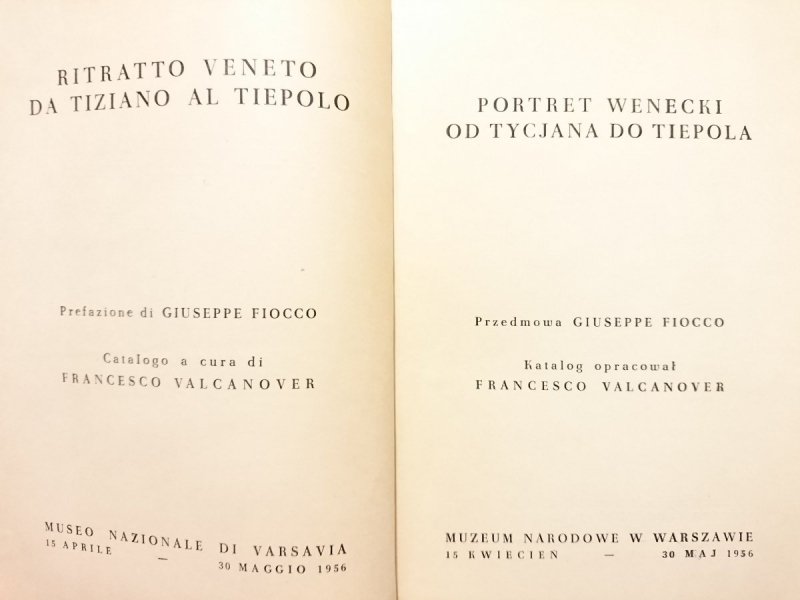 RITRATTO VENETO
DA TIZIANO AL TIEPOLO
Prefazione di GIUSEPPE FIOCCO
Catalogo a cura di
FRANCESCO VALCANOVER
MUSEO NAZIONALE DI VARSAVIA
15 APRILE — 30 MAGGIO 1956
PORTRET WENECKI
OD TYCJANA DO TIEPOLA
Przedmowa GIUSEPPE FIOCCO
Katalog opracował
FRANCESCO VALCANOVER
MUZEUM NARODOWE W WARSZAWIE
15 KWIECIEŃ — 30 MAJ 1956